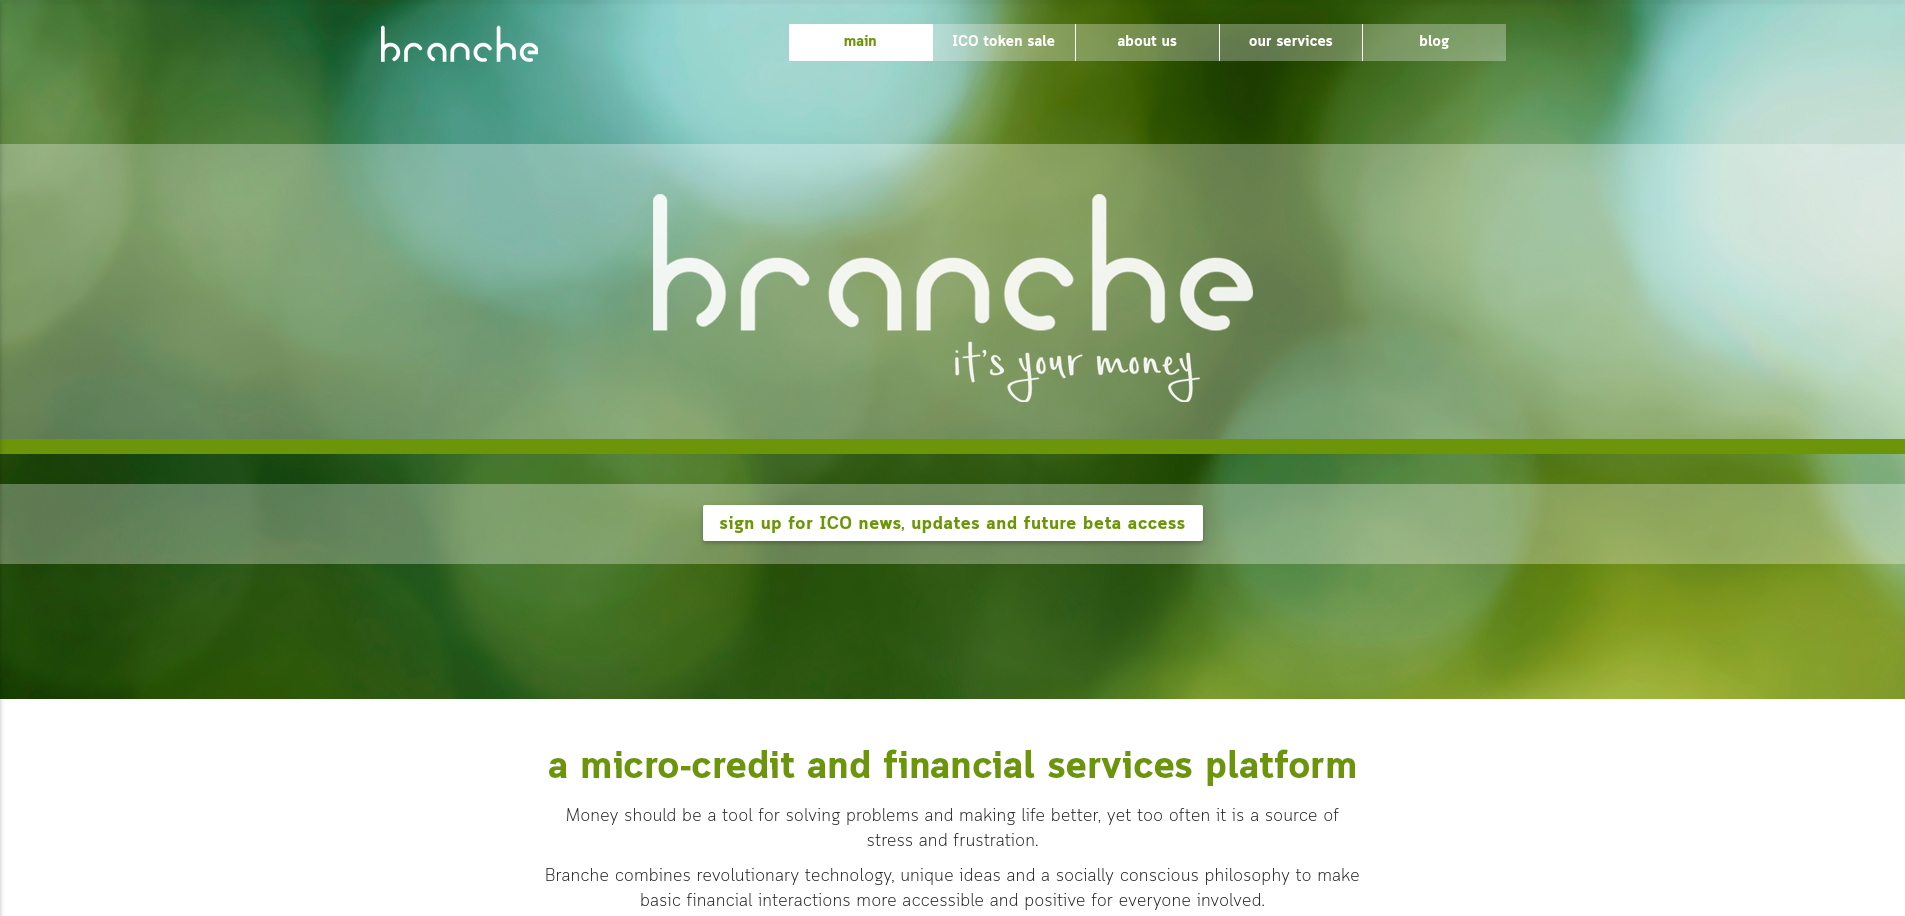 branche
main
ICO token sale
about us
our services
blog
branche
it's your money
sign up for ICO news, updates and future beta access
a micro-credit and financial services platform
Money should be a tool for solving problems and making life better, yet too often it is a source of
stress and frustration.
Branche combines revolutionary technology, unique ideas and a socially conscious philosophy to make
basic financial interactions more accessible and positive for everyone involved.